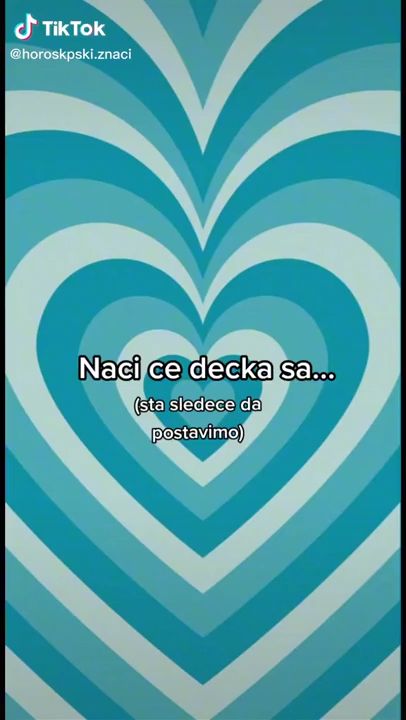 TikTok
@horoskpski.znaci
Naci ce decka sa...
(sta sledece da
postavimo)